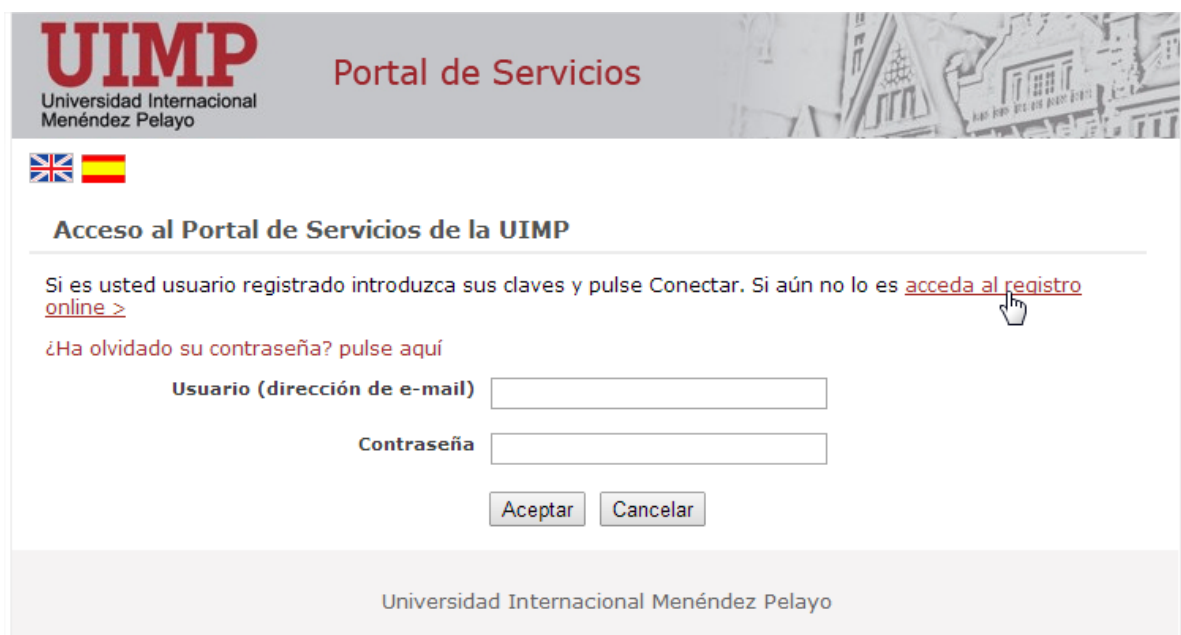 UIMP
Universidad Internacional
Menéndez Pelayo
Portal de Servicios
Acceso al Portal de Servicios de la UIMP
Si es usted usuario registrado introduzca sus claves y pulse Conectar. Si aún no lo es acceda al registro
online >
¿Ha olvidado su contraseña? pulse aquí
Usuario (dirección de e-mail)
Contraseña
Aceptar Cancelar
Universidad Internacional Menéndez Pelayo